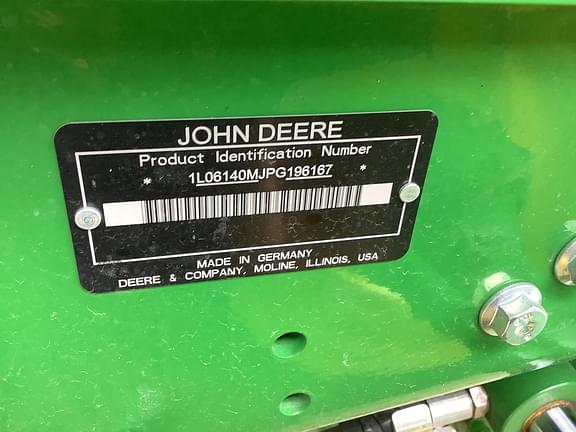 JOHN DEERE
Product Identification Number
* 1L06140MJPG196167 *
MADE IN GERMANY
DEERE & COMPANY, MOLINE, ILLINOIS, USA